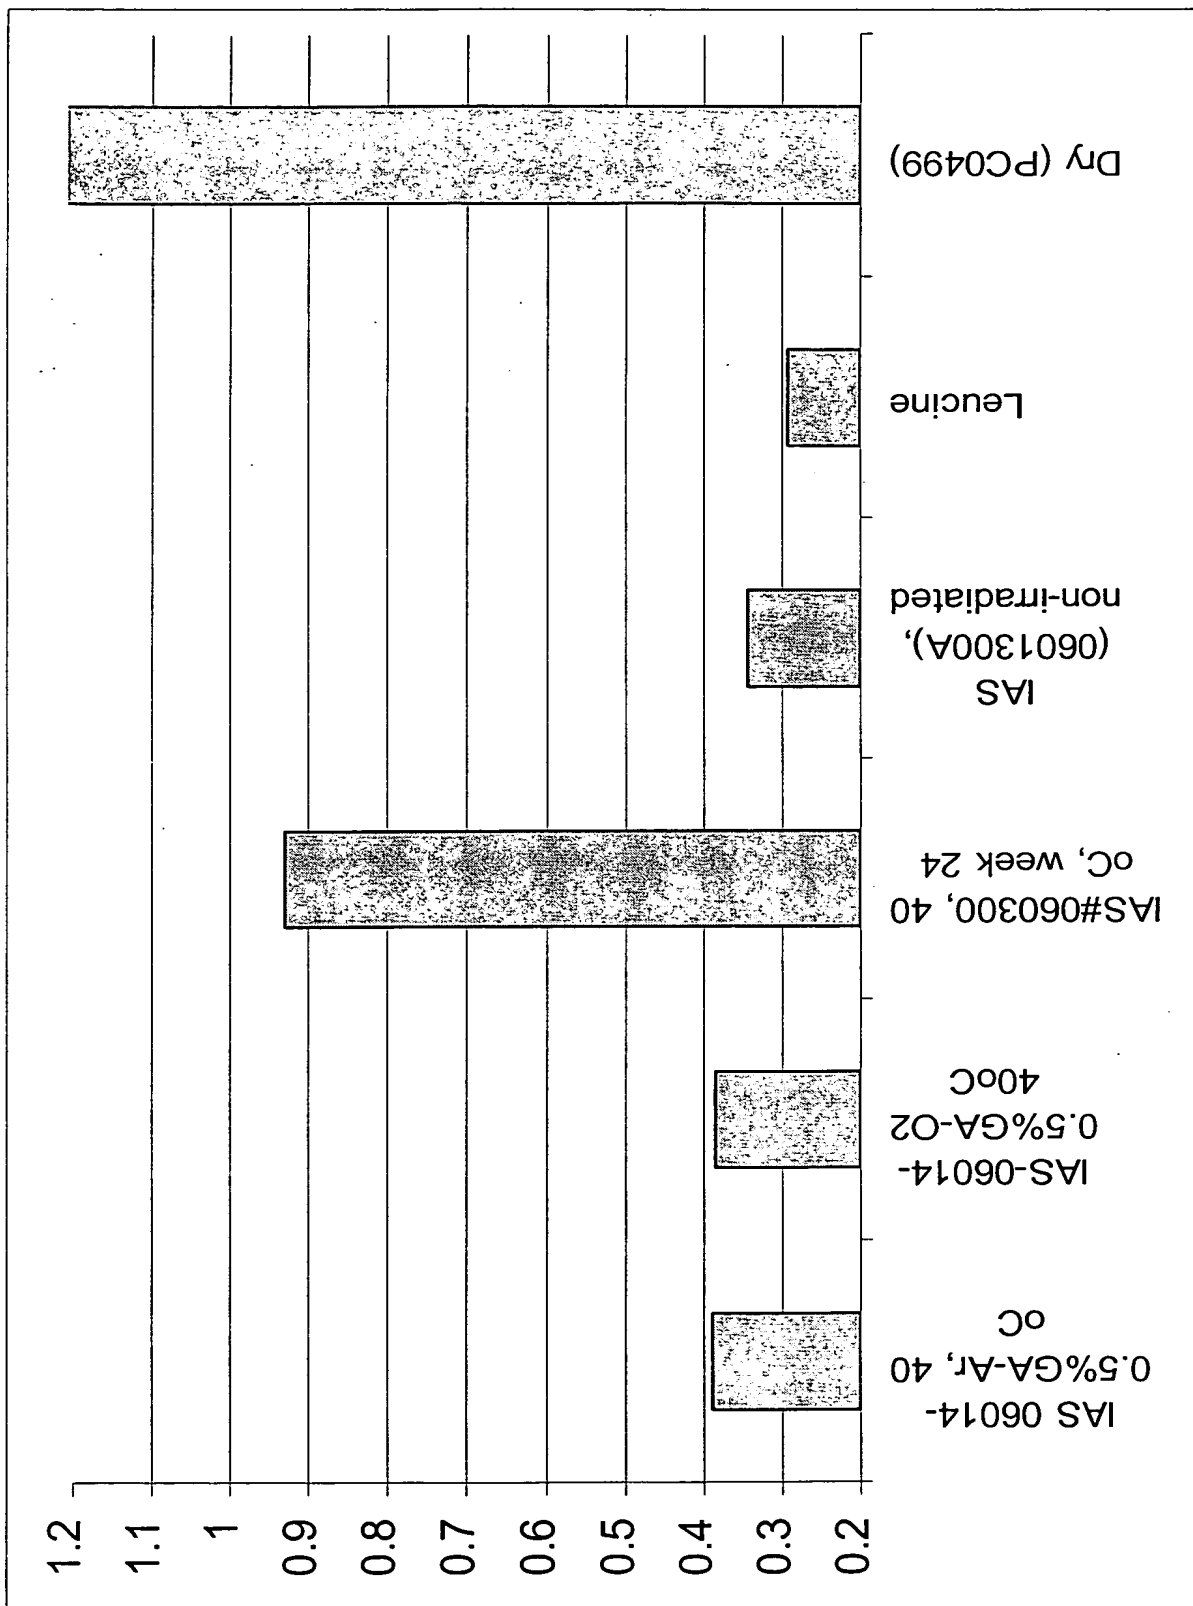 1.2
1.1
1
0.9
0.8
0.7
0.6
0.5
0.4
0.3
0.2
Dry (PC0499)
Leucine
IAS
(0601300A),
non-irradiated
IAS#060300, 40
oC, week 24
IAS-06014-
0.5%GA-O2
40oC
IAS 06014-
0.5%GA-Ar, 40
oC